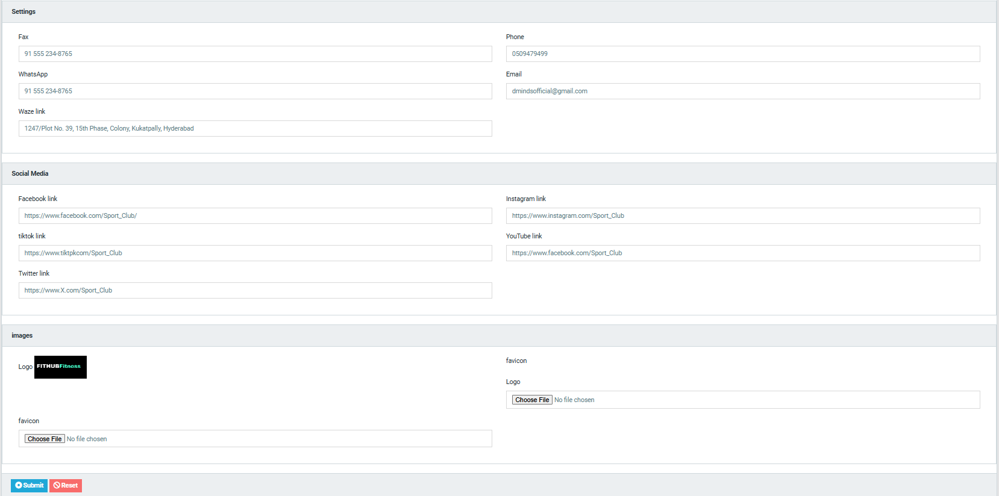 Settings
Fax
Phone
91 555 234-8765
0509479499
WhatsApp
Email
91 555 234-8765
dmindsofficial@gmail.com
Waze link
1247/Plot No. 39, 15th Phase, Colony, Kukatpally, Hyderabad
Social Media
Facebook link
Instagram link
https://www.facebook.com/Sport_Club/
https://www.instagram.com/Sport_Club
tiktok link
YouTube link
https://www.tiktpkcom/Sport_Club
https://www.facebook.com/Sport_Club
Twitter link
https://www.X.com/Sport_Club
images
Logo FITHUBFitness
favicon
Logo
Choose File No file chosen
favicon
Choose File No file chosen
Submit Reset